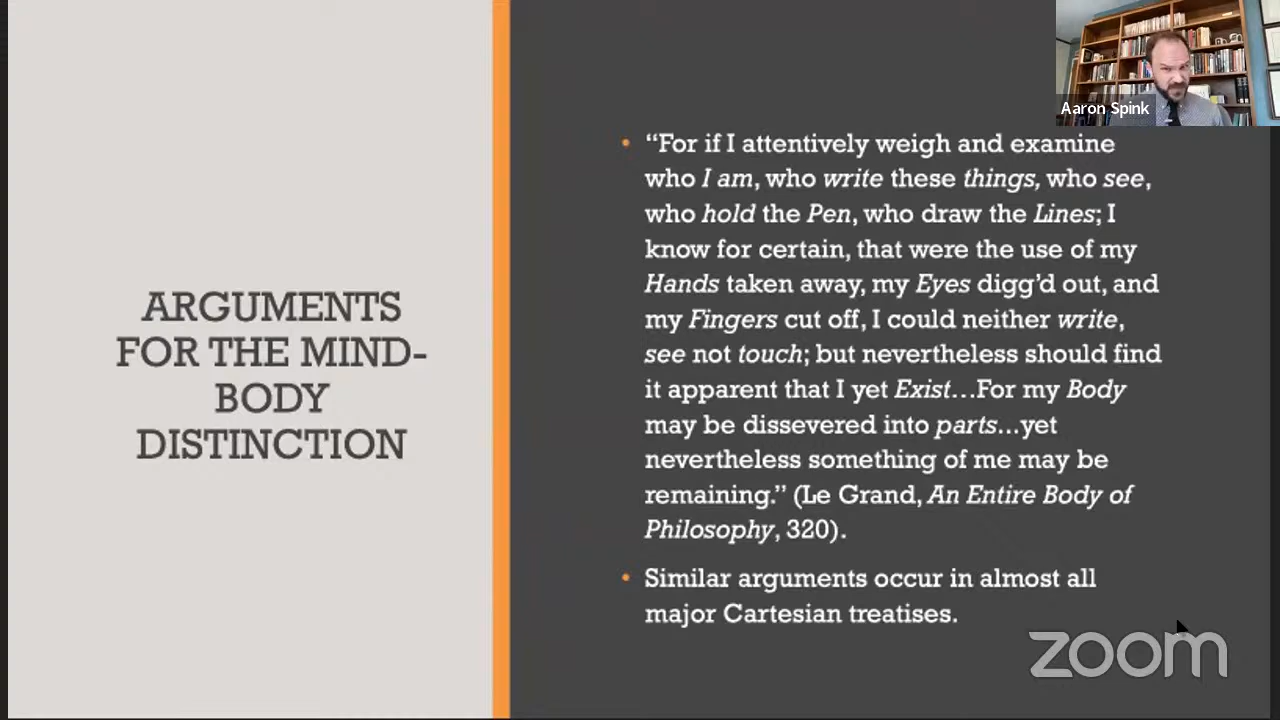 Aaron Spink
ARGUMENTS
FOR THE MIND-
BODY
DISTINCTION
• “For if I attentively weigh and examine
who I am, who write these things, who see,
who hold the Pen, who draw the Lines; I
know for certain, that were the use of my
Hands taken away, my Eyes digg’d out, and
my Fingers cut off, I could neither write,
see not touch; but nevertheless should find
it apparent that I yet Exist…For my Body
may be dissevered into parts…yet
nevertheless something of me may be
remaining.” (Le Grand, An Entire Body of
Philosophy, 320).
• Similar arguments occur in almost all
major Cartesian treatises.
zoom